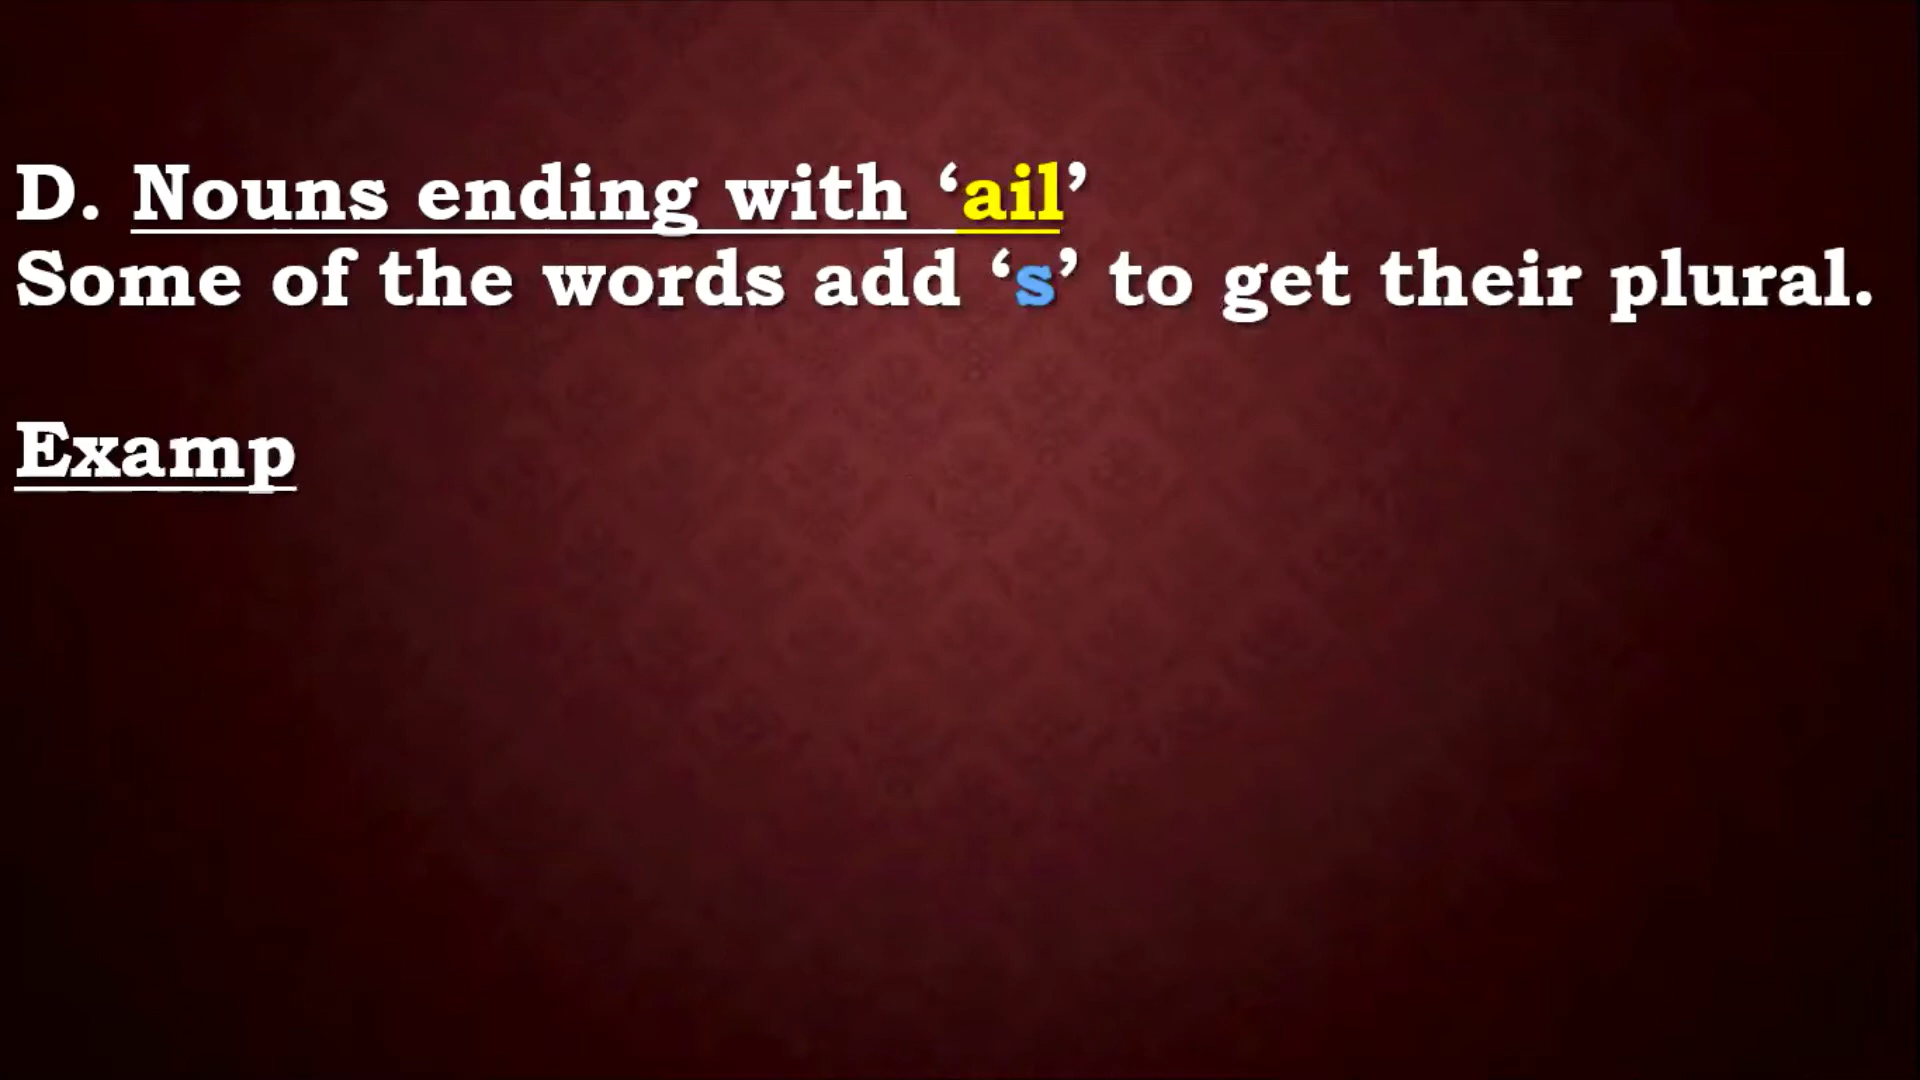 D. Nouns ending with ‘ail’
Some of the words add ‘s’ to get their plural.
Examp